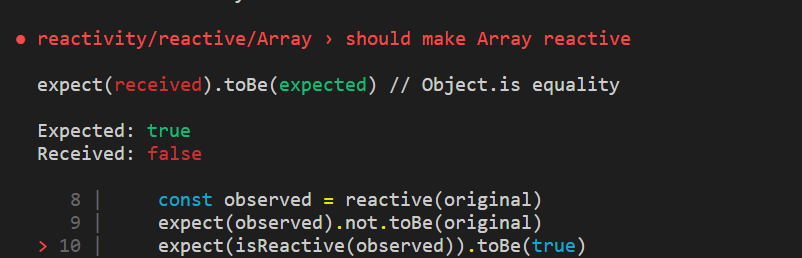 ● reactivity/reactive/Array › should make Array reactive
expect(received).toBe(expected) // Object.is equality
Expected: true
Received: false
8 | const observed = reactive(original)
9 | expect(observed).not.toBe(original)
> 10 | expect(isReactive(observed)).toBe(true)